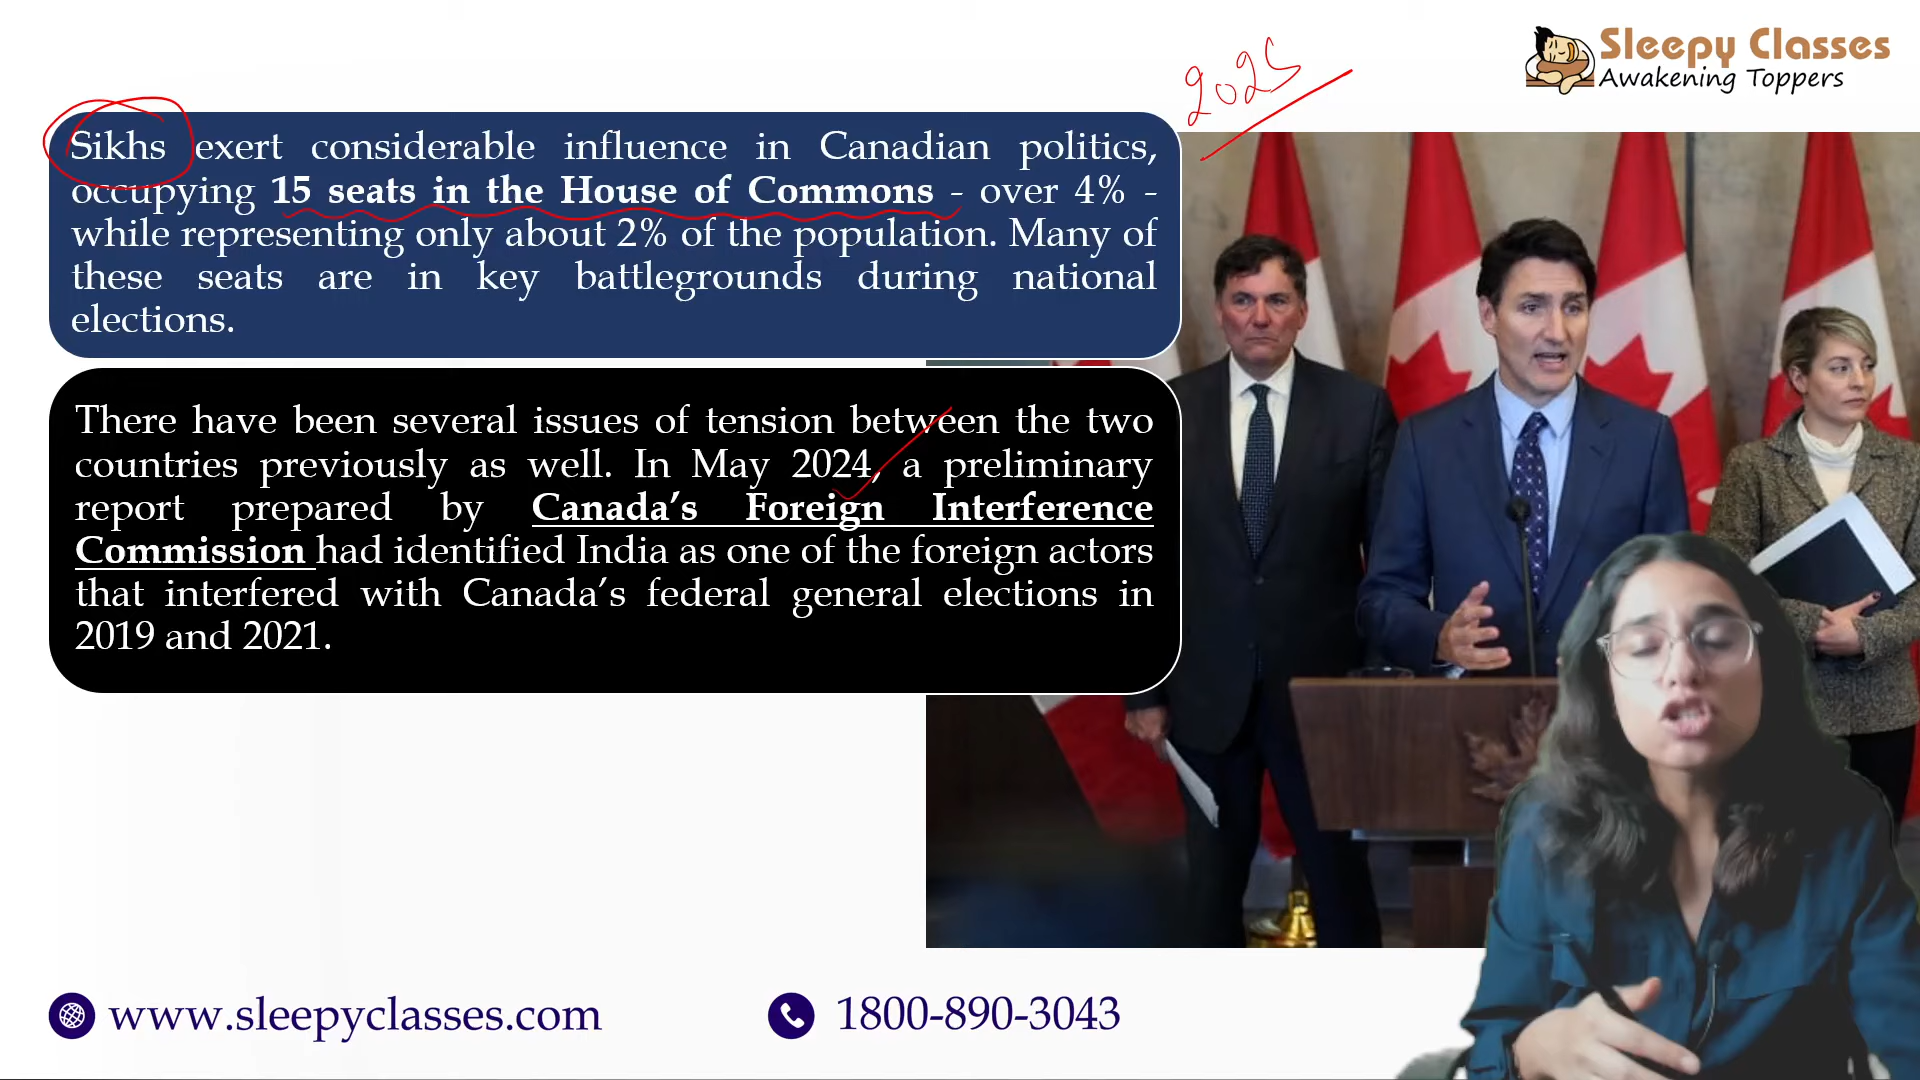 Sleepy Classes
Awakening Toppers
2025
Sikhs exert considerable influence in Canadian politics,
occupying 15 seats in the House of Commons - over 4% -
while representing only about 2% of the population. Many of
these seats are in key battlegrounds during national
elections.
There have been several issues of tension between the two
countries previously as well. In May 2024, a preliminary
report prepared by Canada’s Foreign Interference
Commission had identified India as one of the foreign actors
that interfered with Canada’s federal general elections in
2019 and 2021.
www.sleepyclasses.com
1800-890-3043